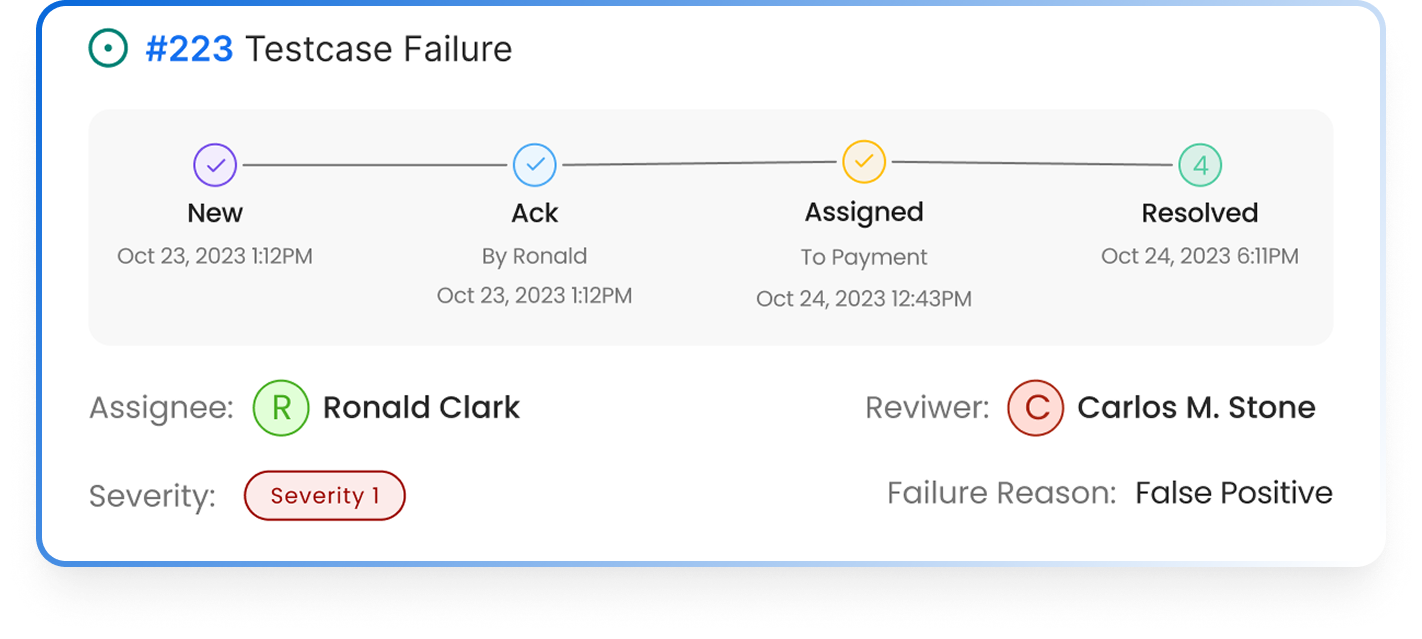 #223 Testcase Failure
4
New
Ack
Assigned
Resolved
Oct 23, 2023 1:12PM
By Ronald
To Payment
Oct 24, 2023 6:11PM
Oct 23, 2023 1:12PM
Oct 24, 2023 12:43PM
Assignee: R Ronald Clark
Reviwer: C Carlos M. Stone
Severity: Severity 1
Failure Reason: False Positive